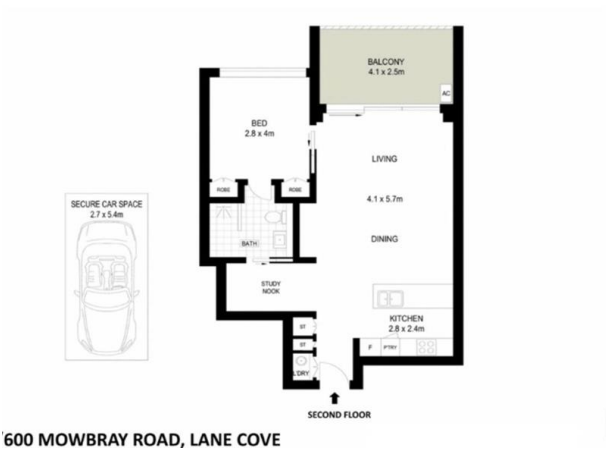 BALCONY
4.1 x 2.5m
AC
BED
2.8 x 4m
LIVING
ROBE
ROBE
4.1 x 5.7m
SECURE CAR SPACE
2.7 x 5.4m
BATH
DINING
STUDY
NOOK
KITCHEN
2.8 x 2.4m
ST
ST
F
P'TRY
L'DRY
SECOND FLOOR
600 MOWBRAY ROAD, LANE COVE